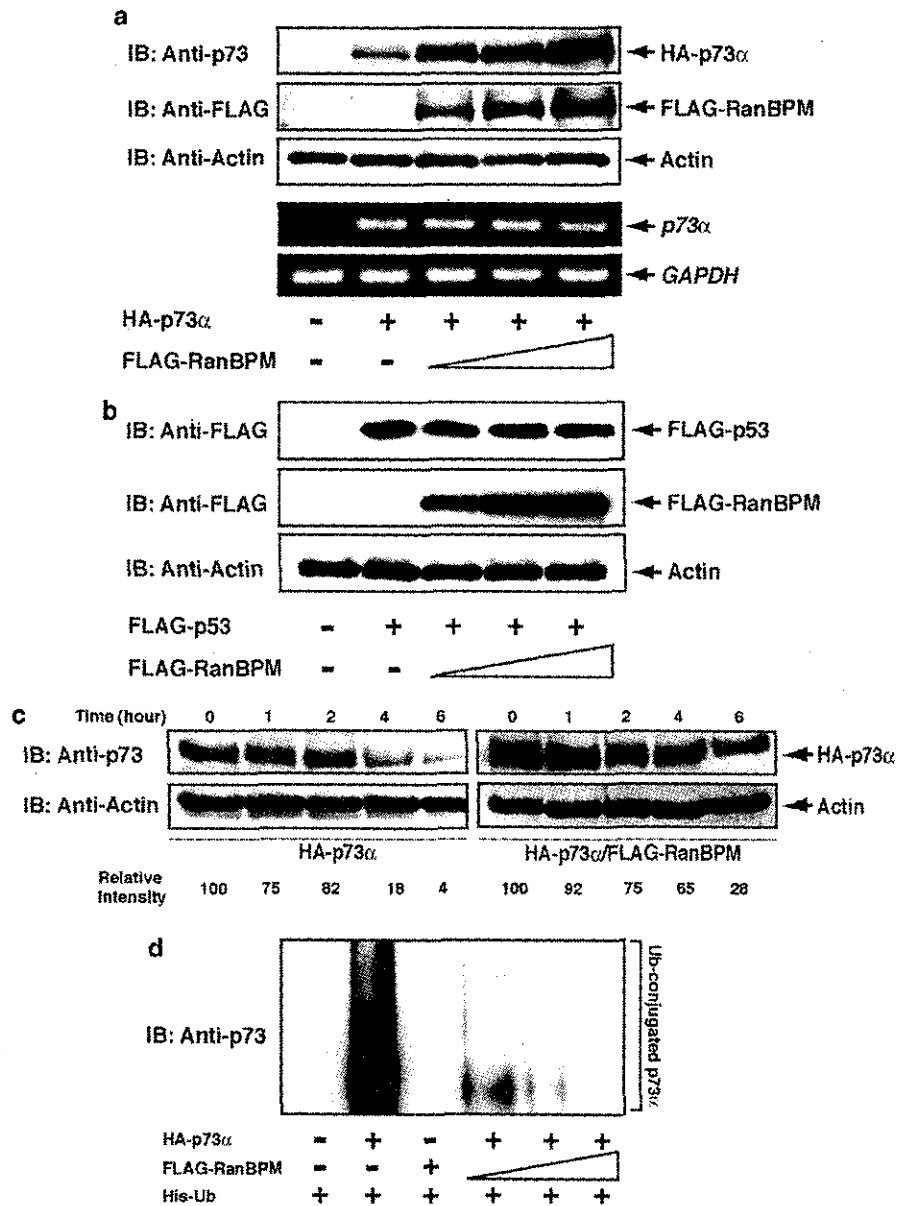 a
IB: Anti-p73 HA-p73α
IB: Anti-FLAG FLAG-RanBPM
IB: Anti-Actin Actin
p73α
GAPDH
HA-p73α - + + + +
FLAG-RanBPM - -
b
IB: Anti-FLAG FLAG-p53
IB: Anti-FLAG FLAG-RanBPM
IB: Anti-Actin Actin
FLAG-p53 - + + + +
FLAG-RanBPM - -
c
Time (hour) 0 1 2 4 6 0 1 2 4 6
IB: Anti-p73 HA-p73α
IB: Anti-Actin Actin
HA-p73α HA-p73α/FLAG-RanBPM
Relative
Intensity 100 75 82 18 4 100 92 75 65 28
d
IB: Anti-p73
Ub-conjugated p73α
HA-p73α - + - + + +
FLAG-RanBPM - - +
His-Ub + + + + + +